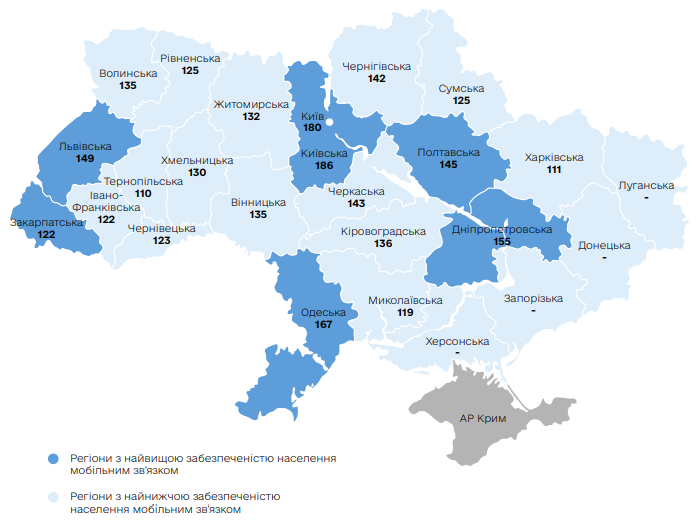 Рівненська
125
Волинська
135
Чернігівська
142
Сумська
125
Житомирська
132
Київ
180
Львівська
149
Київська
186
Полтавська
145
Харківська
111
Хмельницька
130
Тернопільська
110
Луганська
-
Івано-
Франківська
122
Вінницька
135
Черкаська
143
Закарпатська
122
Чернівецька
123
Кіровоградська
136
Дніпропетровська
155
Донецька
-
Миколаївська
119
Запорізька
-
Одеська
167
Херсонська
-
АР Крим
Регіони з найвищою забезпеченістю населення
мобільним зв'язком
Регіони з найнижчою забезпеченістю
населення мобільним зв'язком